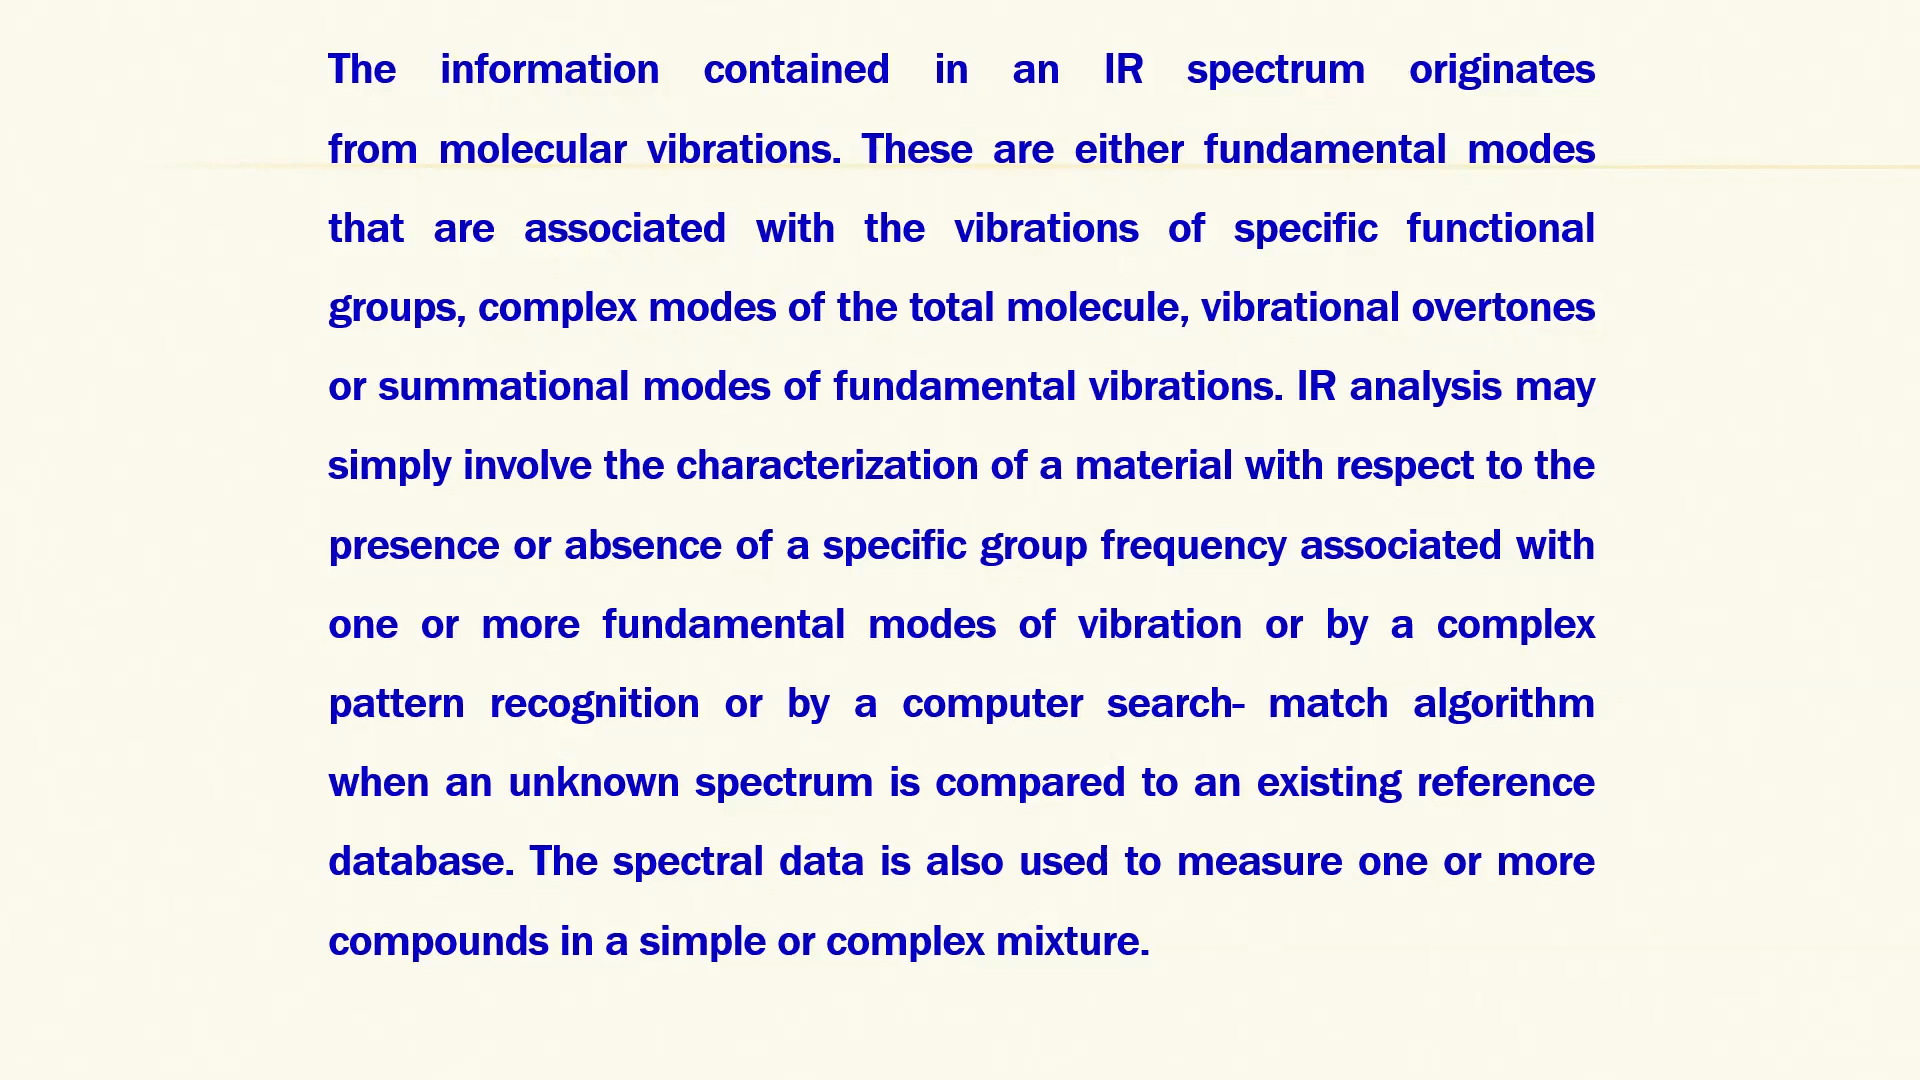 The information contained in an IR spectrum originates
from molecular vibrations. These are either fundamental modes
that are associated with the vibrations of specific functional
groups, complex modes of the total molecule, vibrational overtones
or summational modes of fundamental vibrations. IR analysis may
simply involve the characterization of a material with respect to the
presence or absence of a specific group frequency associated with
one or more fundamental modes of vibration or by a complex
pattern recognition or by a computer search- match algorithm
when an unknown spectrum is compared to an existing reference
database. The spectral data is also used to measure one or more
compounds in a simple or complex mixture.